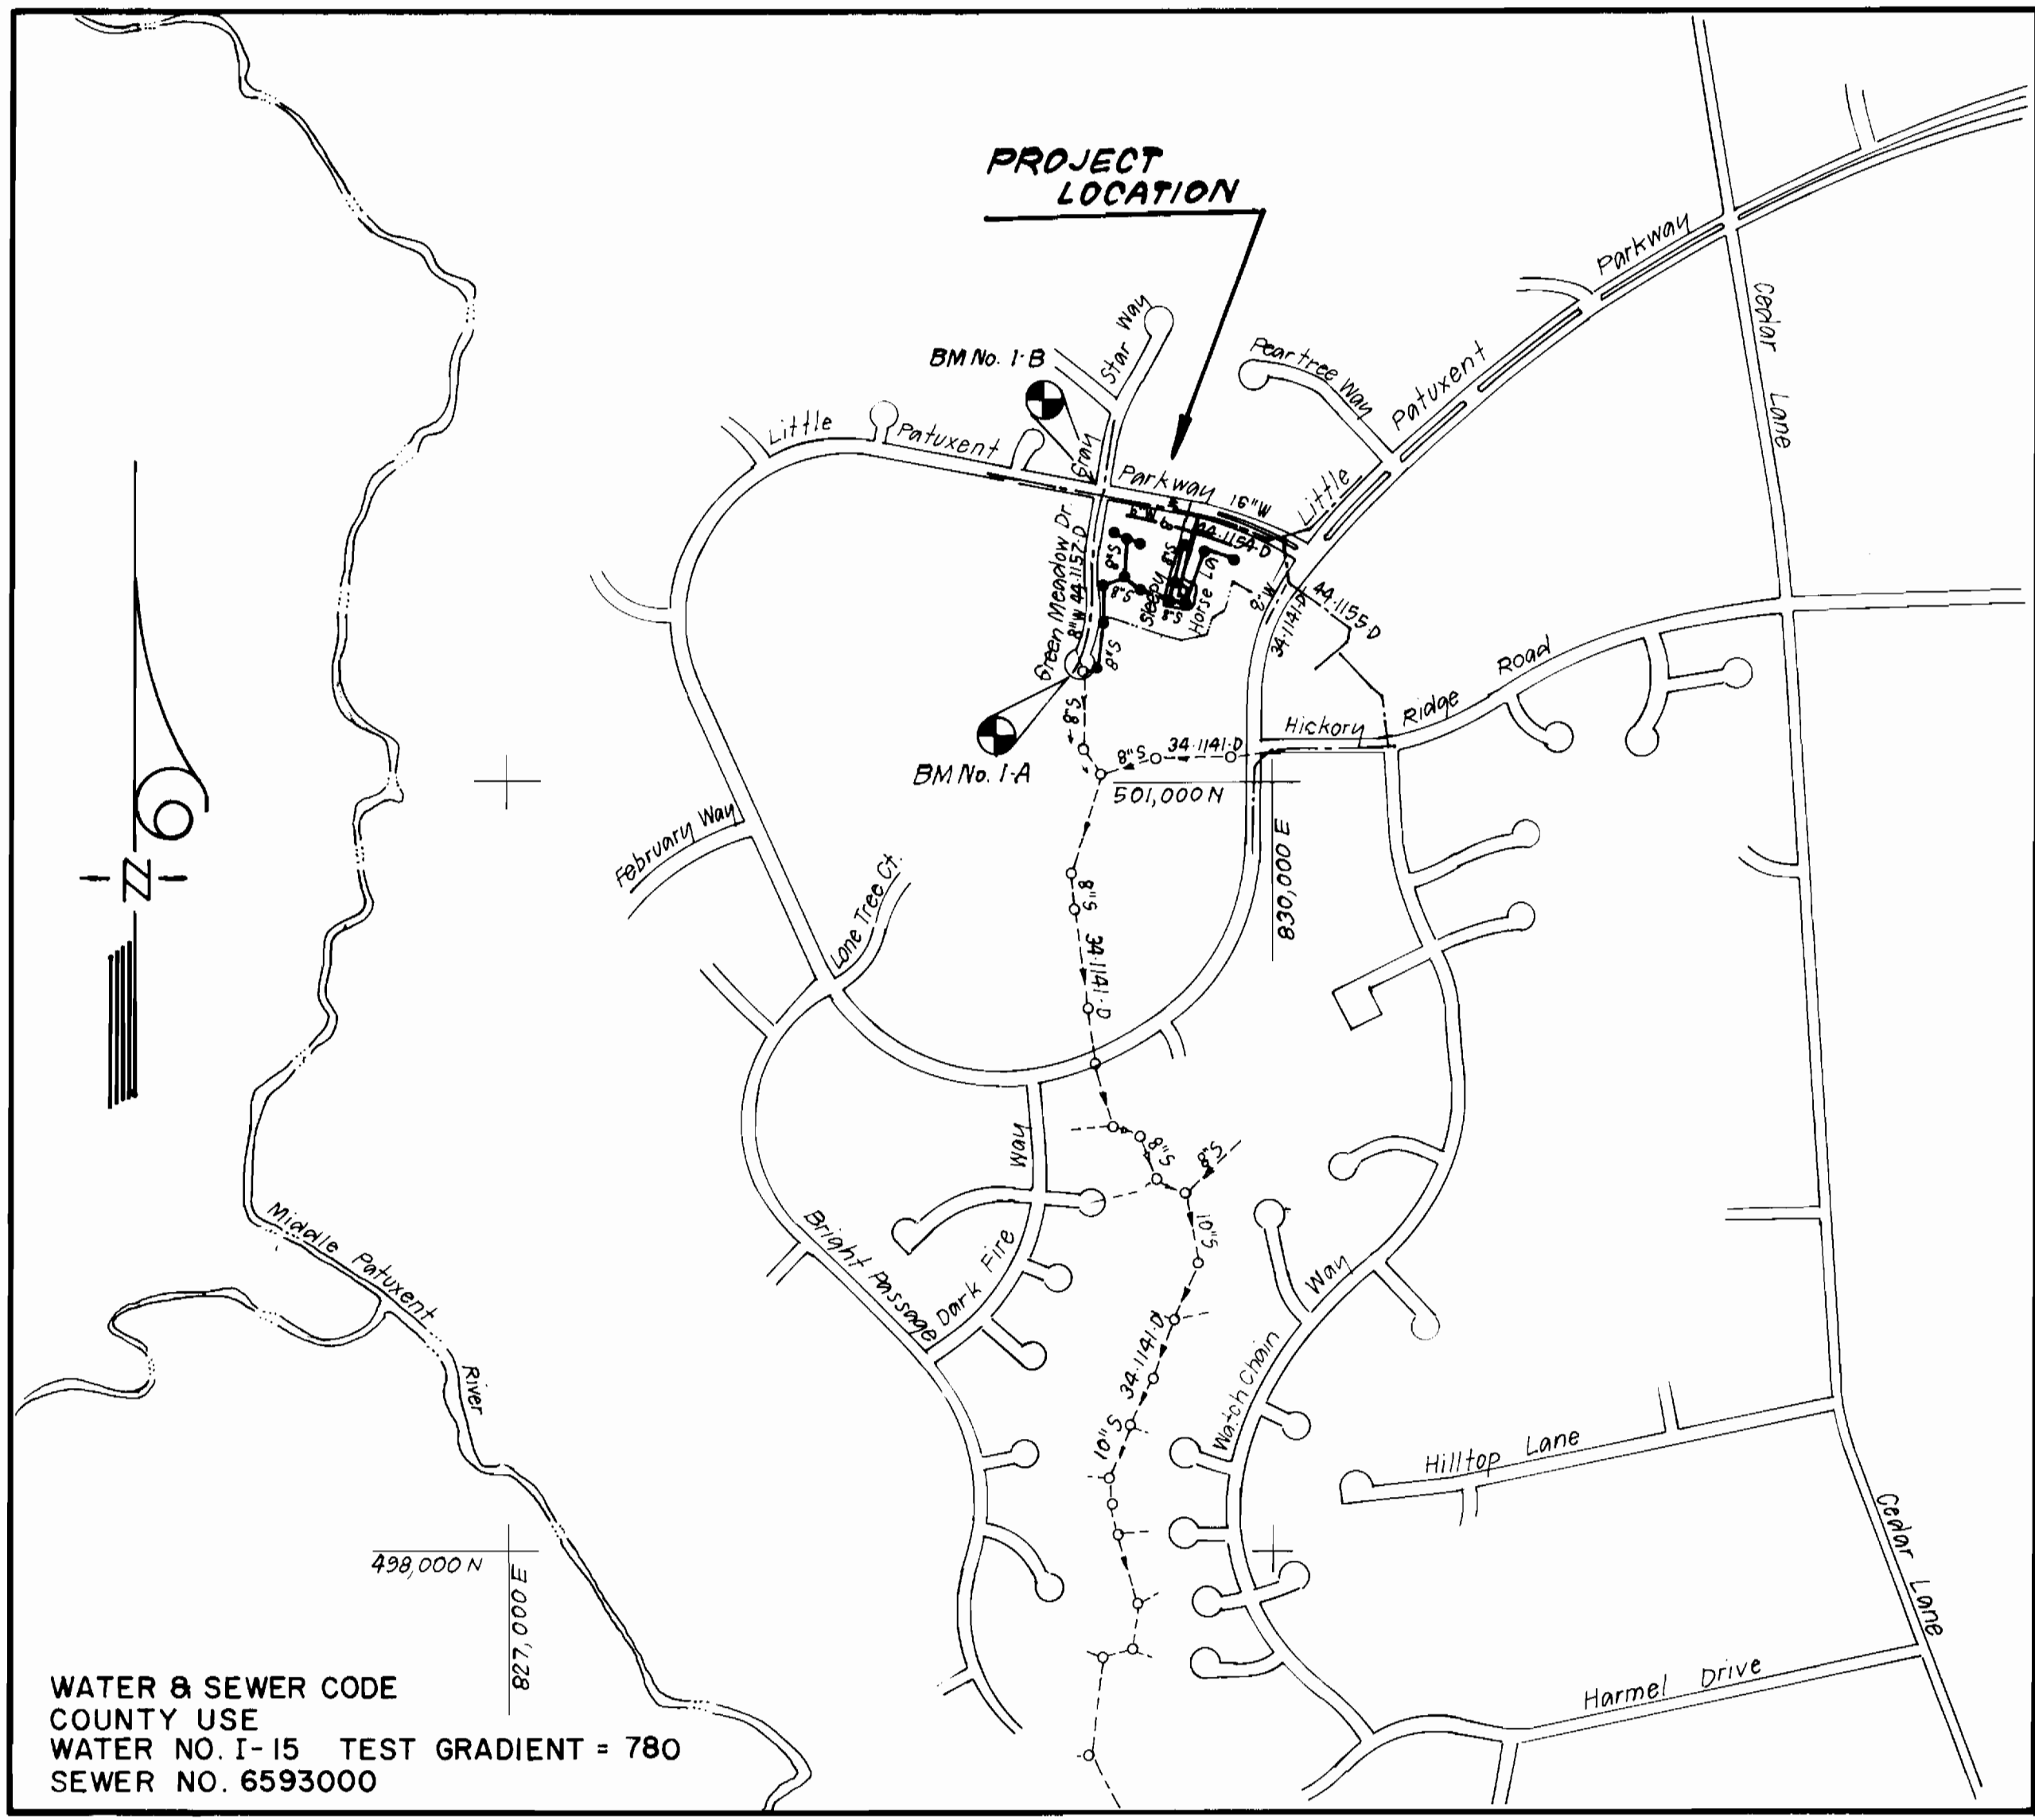 PROJECT
LOCATION
Parkway
Patuxent
Little
Cedar
Lane
Star Way
BM No. 1-B
Peartree Way
Little
Patuxent
Gray
Parkway
16"W
44-1154-D
8"S
8"S
8"S
8"S
Green Meadow Dr.
8"W 44-1157-D
Sleepy
Horse La
8"W
34-1141-D
44-1155-D
8"S
8"S
BM No. 1-A
Hickory
Ridge
Road
8"S
34-1141-D
501,000 N
830,000 E
N
February Way
Lone Tree Ct.
8"S
34-1141-D
8"S
8"S
10"S
Way
Dark Fire
Bright Passage
Middle
Patuxent
River
34-1141-D
10"S
Way
Watch Chain
Hilltop Lane
Cedar
Lane
Harmel Drive
498,000 N
827,000 E
WATER & SEWER CODE
COUNTY USE
WATER NO. I-15 TEST GRADIENT = 780
SEWER NO. 6593000